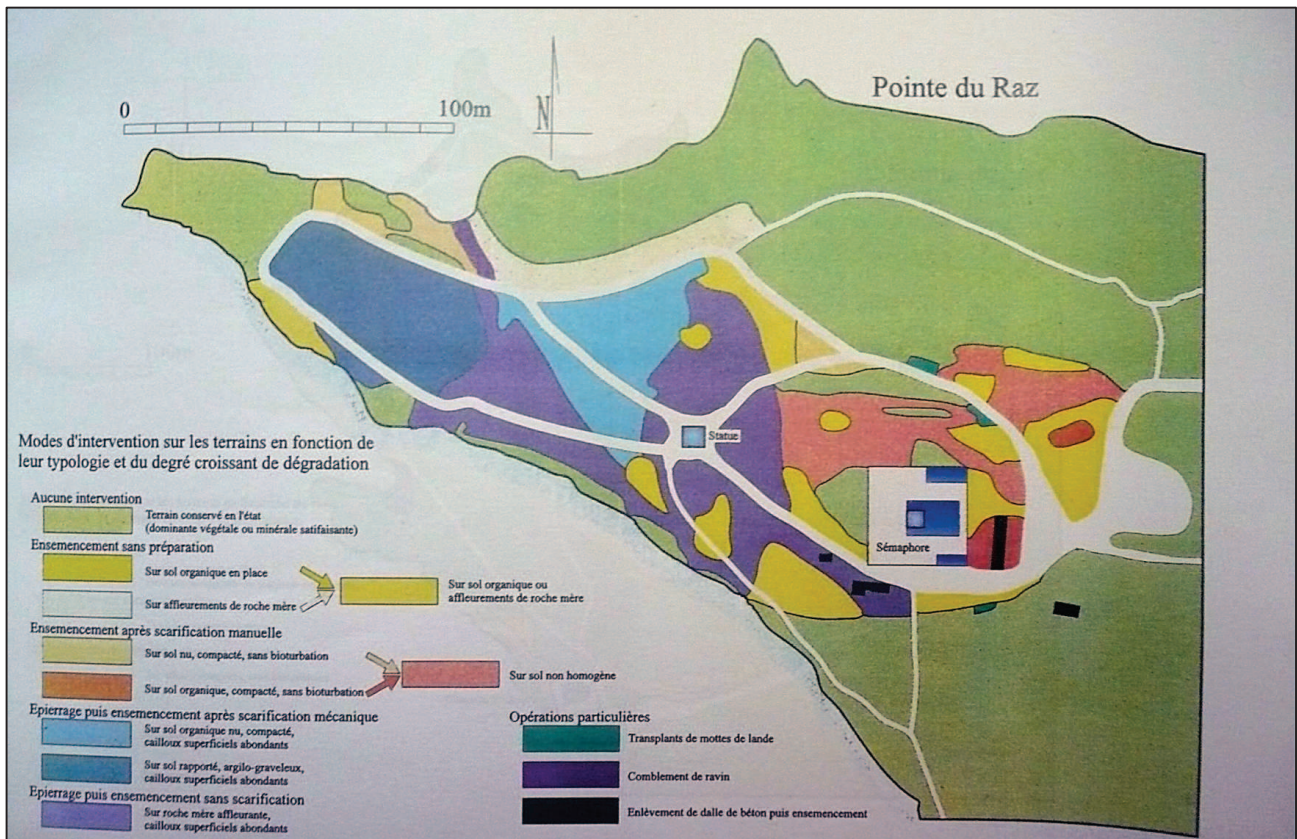 Pointe du Raz
0 100m
N
Statue
Sémaphore
Modes d'intervention sur les terrains en fonction de
leur typologie et du degré croissant de dégradation
Aucune intervention
Terrain conservé en l'état
(dominante végétale ou minérale satifaisante)
Ensemencement sans préparation
Sur sol organique en place
Sur affleurements de roche mère
Sur sol organique ou
affleurements de roche mère
Ensemencement après scarification manuelle
Sur sol nu, compacté, sans bioturbation
Sur sol organique, compacté, sans bioturbation
Sur sol non homogène
Epierrage puis ensemencement après scarification mécanique
Sur sol organique nu, compacté,
cailloux superficiels abondants
Sur sol rapporté, argilo-graveleux,
cailloux superficiels abondants
Epierrage puis ensemencement sans scarification
Sur roche mère affleurante,
cailloux superficiels abondants
Opérations particulières
Transplants de mottes de lande
Comblement de ravin
Enlèvement de dalle de béton puis ensemencement